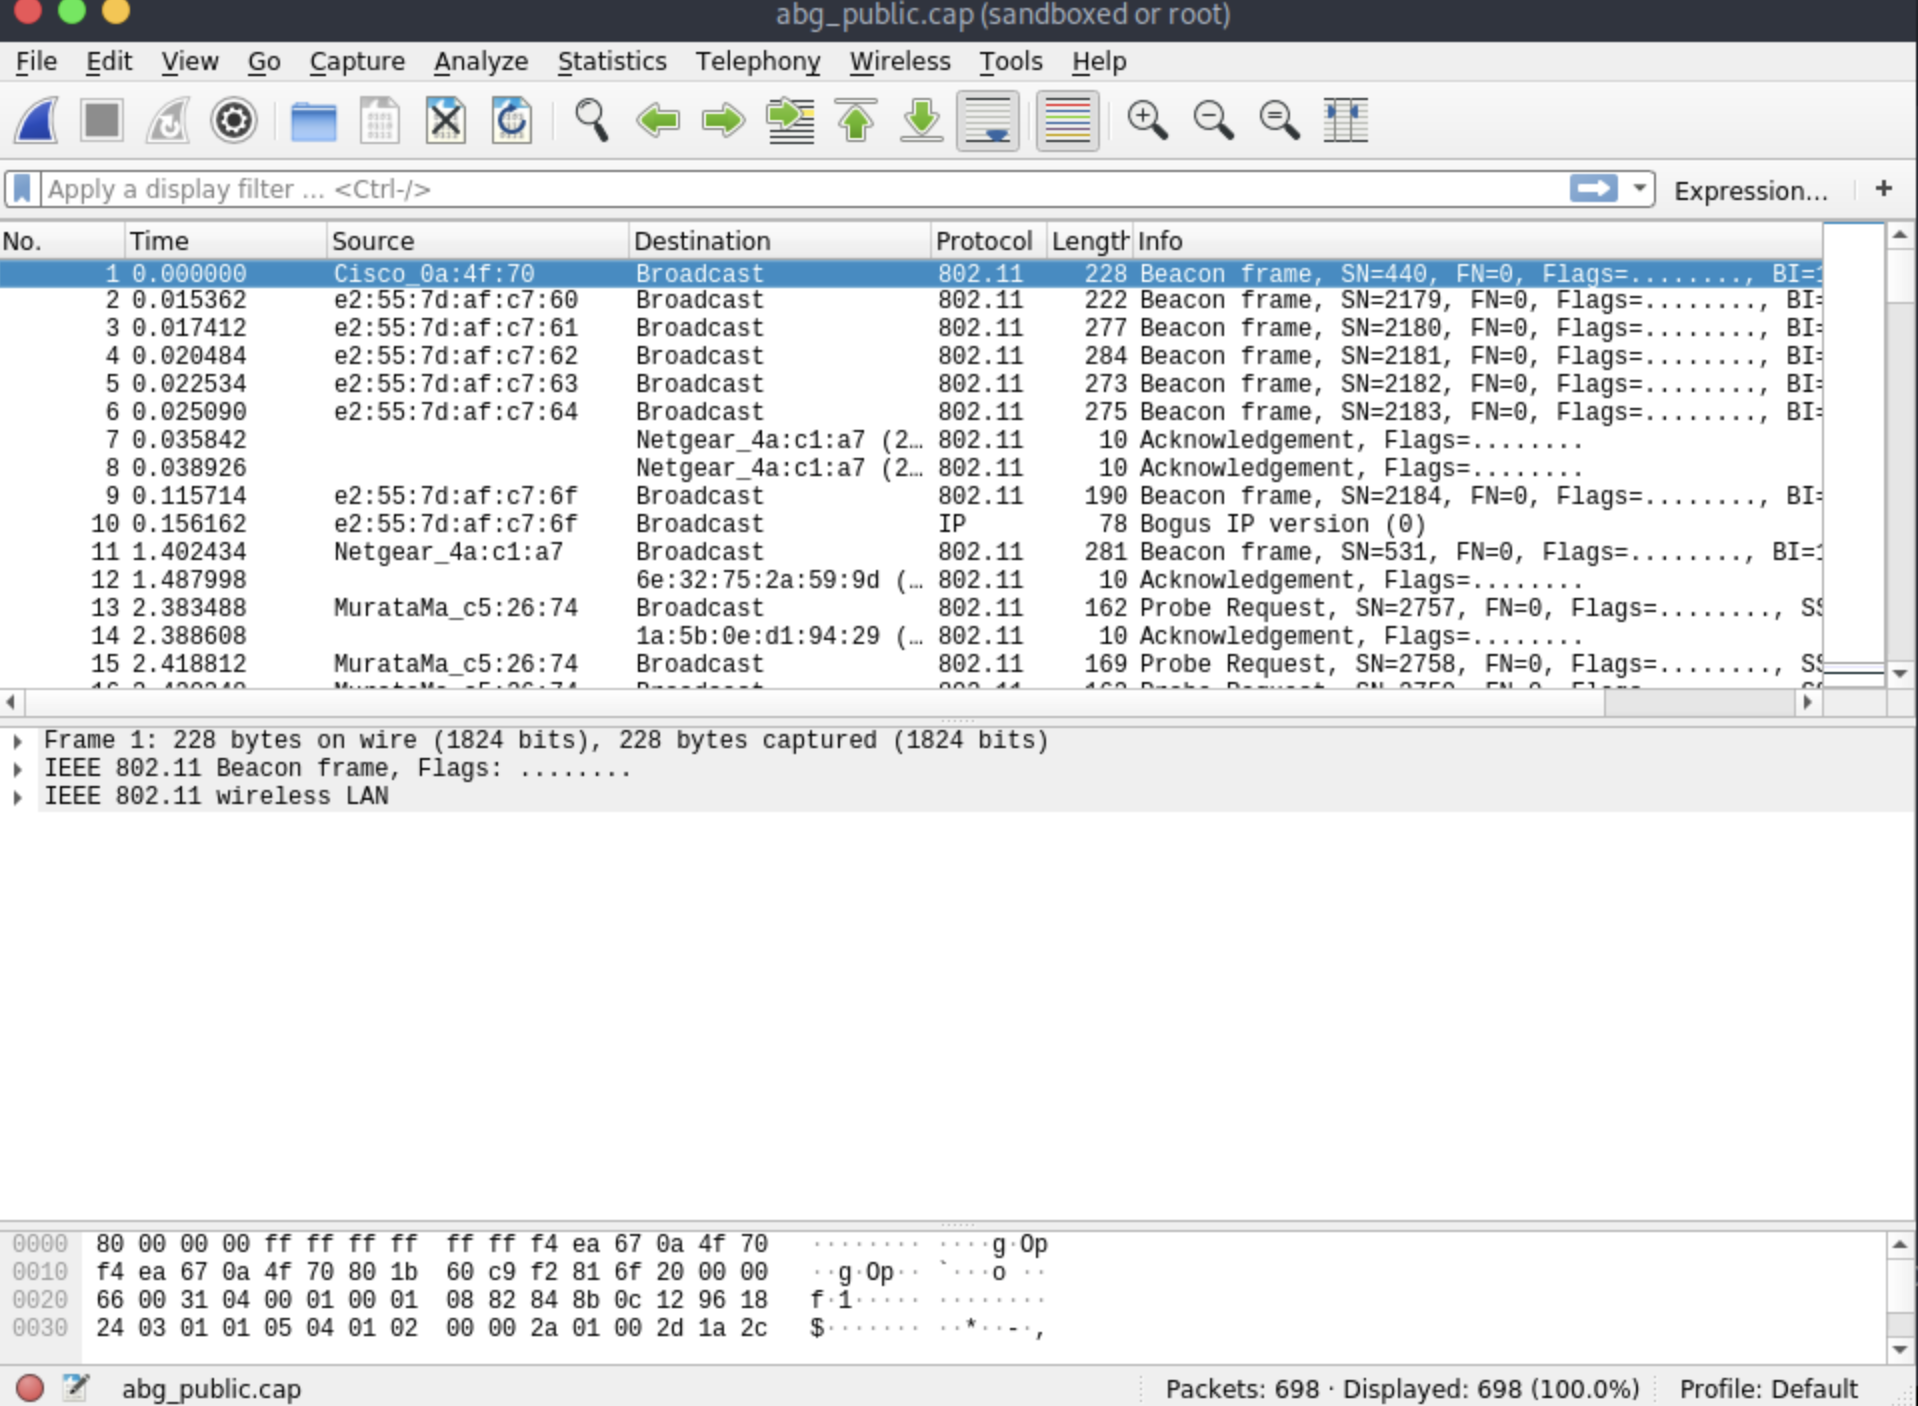 abg_public.cap (sandboxed or root)
File Edit View Go Capture Analyze Statistics Telephony Wireless Tools Help
Apply a display filter ... <Ctrl-/> Expression... +
No. Time Source Destination Protocol Length Info
1 0.000000 Cisco_0a:4f:70 Broadcast 802.11 228 Beacon frame, SN=440, FN=0, Flags=........, BI=1
2 0.015362 e2:55:7d:af:c7:60 Broadcast 802.11 222 Beacon frame, SN=2179, FN=0, Flags=........, BI=
3 0.017412 e2:55:7d:af:c7:61 Broadcast 802.11 277 Beacon frame, SN=2180, FN=0, Flags=........, BI=
4 0.020484 e2:55:7d:af:c7:62 Broadcast 802.11 284 Beacon frame, SN=2181, FN=0, Flags=........, BI=
5 0.022534 e2:55:7d:af:c7:63 Broadcast 802.11 273 Beacon frame, SN=2182, FN=0, Flags=........, BI=
6 0.025090 e2:55:7d:af:c7:64 Broadcast 802.11 275 Beacon frame, SN=2183, FN=0, Flags=........, BI=
7 0.035842 Netgear_4a:c1:a7 (2… 802.11 10 Acknowledgement, Flags=........
8 0.038926 Netgear_4a:c1:a7 (2… 802.11 10 Acknowledgement, Flags=........
9 0.115714 e2:55:7d:af:c7:6f Broadcast 802.11 190 Beacon frame, SN=2184, FN=0, Flags=........, BI=
10 0.156162 e2:55:7d:af:c7:6f Broadcast IP 78 Bogus IP version (0)
11 1.402434 Netgear_4a:c1:a7 Broadcast 802.11 281 Beacon frame, SN=531, FN=0, Flags=........, BI=1
12 1.487998 6e:32:75:2a:59:9d (… 802.11 10 Acknowledgement, Flags=........
13 2.383488 MurataMa_c5:26:74 Broadcast 802.11 162 Probe Request, SN=2757, FN=0, Flags=........, SS
14 2.388608 1a:5b:0e:d1:94:29 (… 802.11 10 Acknowledgement, Flags=........
15 2.418812 MurataMa_c5:26:74 Broadcast 802.11 169 Probe Request, SN=2758, FN=0, Flags=........, SS
Frame 1: 228 bytes on wire (1824 bits), 228 bytes captured (1824 bits)
IEEE 802.11 Beacon frame, Flags: ........
IEEE 802.11 wireless LAN
0000 80 00 00 00 ff ff ff ff ff ff f4 ea 67 0a 4f 70 ········ ····g·Op
0010 f4 ea 67 0a 4f 70 80 1b 60 c9 f2 81 6f 20 00 00 ··g·Op·· `···o ··
0020 66 00 31 04 00 01 00 01 08 82 84 8b 0c 12 96 18 f·1····· ········
0030 24 03 01 01 05 04 01 02 00 00 2a 01 00 2d 1a 2c $······· ··*··-·,
abg_public.cap Packets: 698 · Displayed: 698 (100.0%) Profile: Default